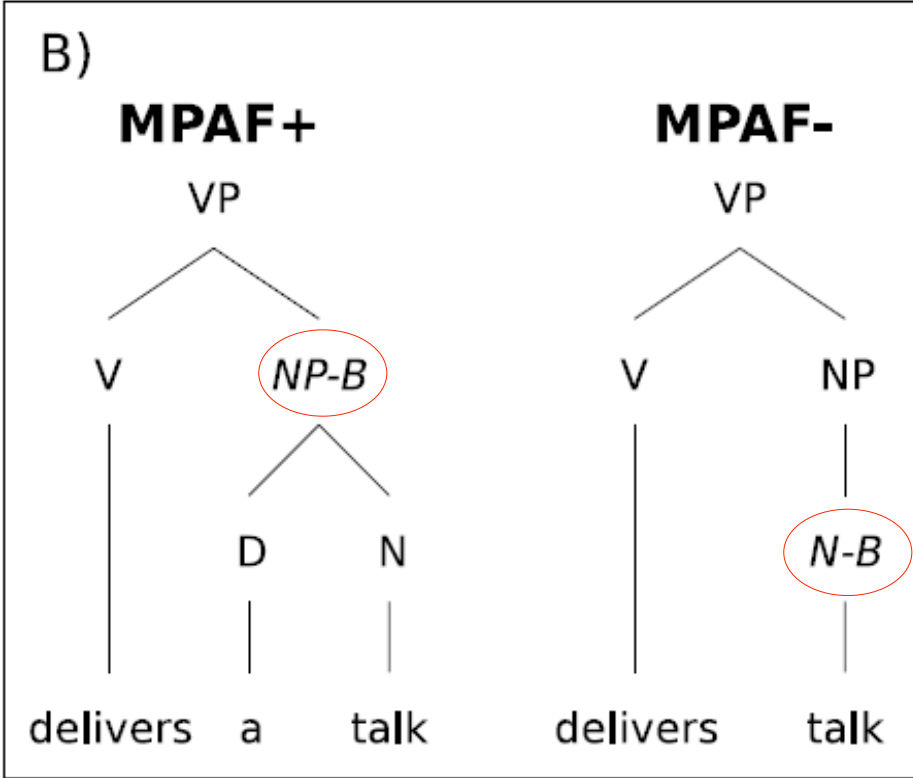 B)
MPAF+ MPAF-
VP VP
V NP-B V NP
D N N-B
delivers a talk delivers talk